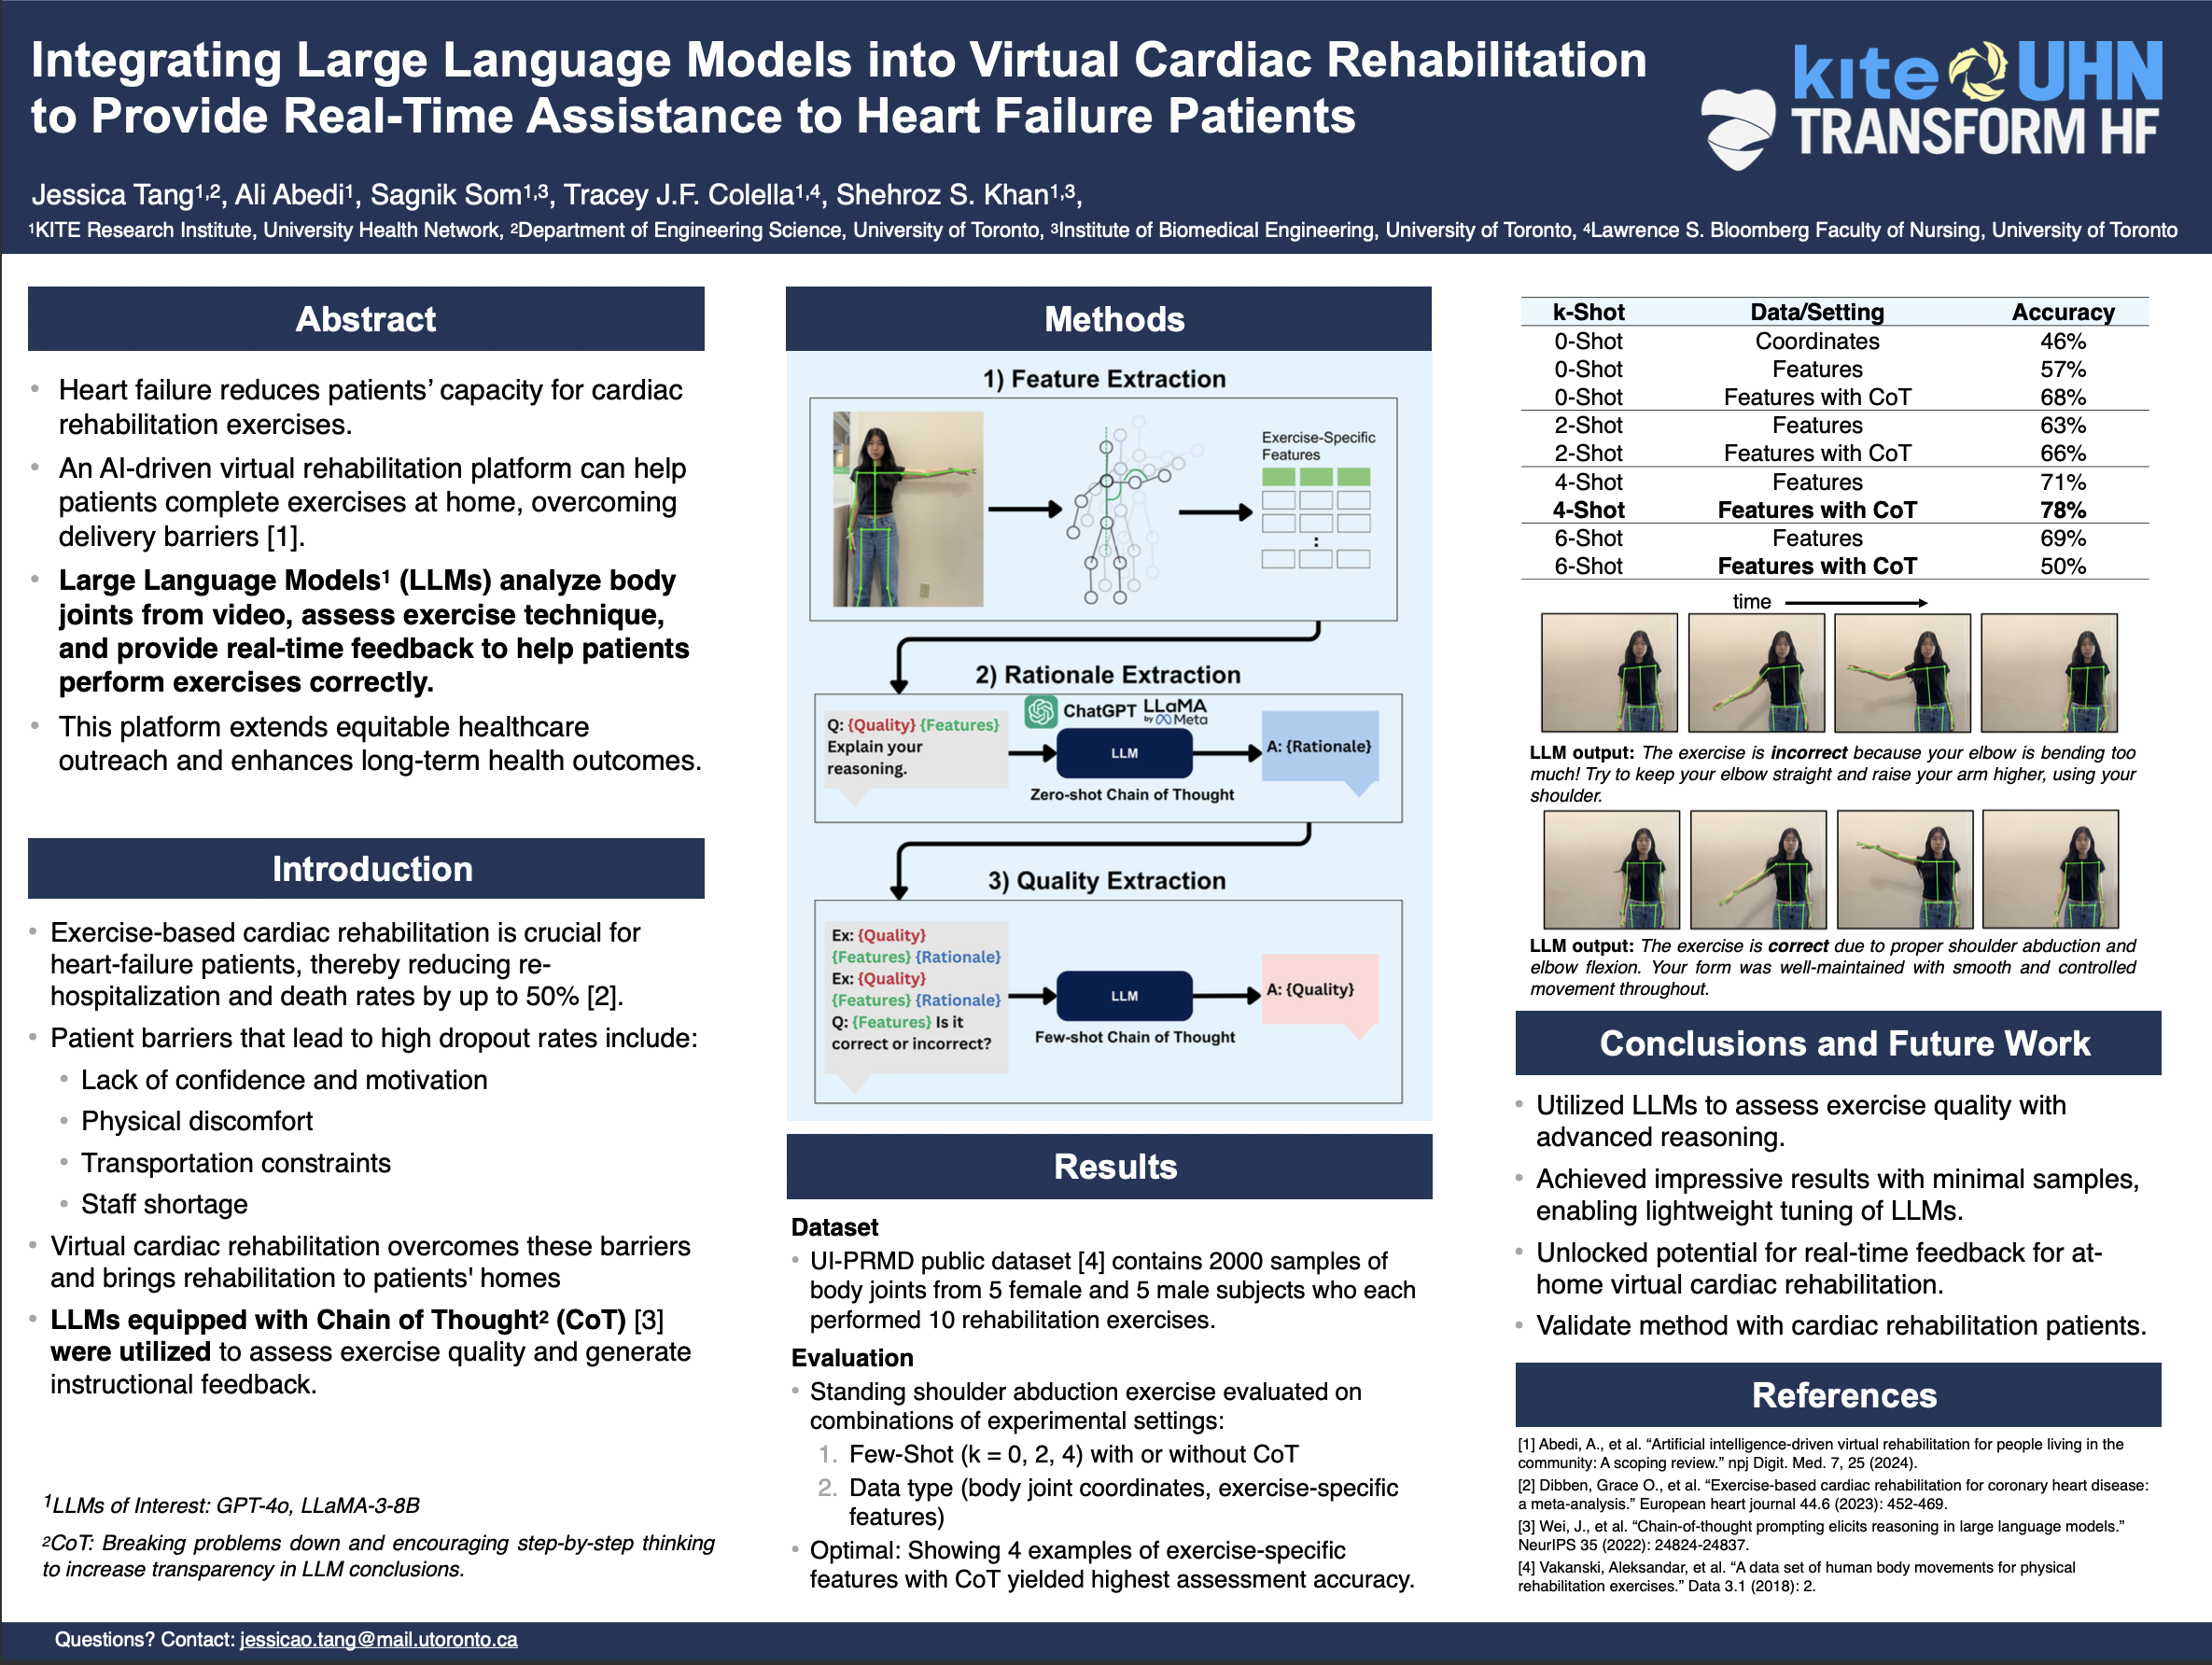 Integrating Large Language Models into Virtual Cardiac Rehabilitation
to Provide Real-Time Assistance to Heart Failure Patients
kite UHN
TRANSFORM HF
Jessica Tang1,2, Ali Abedi1, Sagnik Som1,3, Tracey J.F. Colella1,4, Shehroz S. Khan1,3,
1KITE Research Institute, University Health Network, 2Department of Engineering Science, University of Toronto, 3Institute of Biomedical Engineering, University of Toronto, 4Lawrence S. Bloomberg Faculty of Nursing, University of Toronto
Abstract
• Heart failure reduces patients’ capacity for cardiac
rehabilitation exercises.
• An AI-driven virtual rehabilitation platform can help
patients complete exercises at home, overcoming
delivery barriers [1].
• Large Language Models1 (LLMs) analyze body
joints from video, assess exercise technique,
and provide real-time feedback to help patients
perform exercises correctly.
• This platform extends equitable healthcare
outreach and enhances long-term health outcomes.
Introduction
• Exercise-based cardiac rehabilitation is crucial for
heart-failure patients, thereby reducing re-
hospitalization and death rates by up to 50% [2].
• Patient barriers that lead to high dropout rates include:
• Lack of confidence and motivation
• Physical discomfort
• Transportation constraints
• Staff shortage
• Virtual cardiac rehabilitation overcomes these barriers
and brings rehabilitation to patients' homes
• LLMs equipped with Chain of Thought2 (CoT) [3]
were utilized to assess exercise quality and generate
instructional feedback.
1LLMs of Interest: GPT-4o, LLaMA-3-8B
2CoT: Breaking problems down and encouraging step-by-step thinking
to increase transparency in LLM conclusions.
Methods
1) Feature Extraction
Exercise-Specific
Features
2) Rationale Extraction
Q: {Quality} {Features}
Explain your
reasoning.
ChatGPT LLaMA
by Meta
LLM
Zero-shot Chain of Thought
A: {Rationale}
3) Quality Extraction
Ex: {Quality}
{Features} {Rationale}
Ex: {Quality}
{Features} {Rationale}
Q: {Features} Is it
correct or incorrect?
LLM
Few-shot Chain of Thought
A: {Quality}
Results
Dataset
• UI-PRMD public dataset [4] contains 2000 samples of
body joints from 5 female and 5 male subjects who each
performed 10 rehabilitation exercises.
Evaluation
• Standing shoulder abduction exercise evaluated on
combinations of experimental settings:
1. Few-Shot (k = 0, 2, 4) with or without CoT
2. Data type (body joint coordinates, exercise-specific
features)
• Optimal: Showing 4 examples of exercise-specific
features with CoT yielded highest assessment accuracy.
k-Shot Data/Setting Accuracy
0-Shot Coordinates 46%
0-Shot Features 57%
0-Shot Features with CoT 68%
2-Shot Features 63%
2-Shot Features with CoT 66%
4-Shot Features 71%
4-Shot Features with CoT 78%
6-Shot Features 69%
6-Shot Features with CoT 50%
time
LLM output: The exercise is incorrect because your elbow is bending too
much! Try to keep your elbow straight and raise your arm higher, using your
shoulder.
LLM output: The exercise is correct due to proper shoulder abduction and
elbow flexion. Your form was well-maintained with smooth and controlled
movement throughout.
Conclusions and Future Work
• Utilized LLMs to assess exercise quality with
advanced reasoning.
• Achieved impressive results with minimal samples,
enabling lightweight tuning of LLMs.
• Unlocked potential for real-time feedback for at-
home virtual cardiac rehabilitation.
• Validate method with cardiac rehabilitation patients.
References
[1] Abedi, A., et al. “Artificial intelligence-driven virtual rehabilitation for people living in the
community: A scoping review.” npj Digit. Med. 7, 25 (2024).
[2] Dibben, Grace O., et al. “Exercise-based cardiac rehabilitation for coronary heart disease:
a meta-analysis.” European heart journal 44.6 (2023): 452-469.
[3] Wei, J., et al. “Chain-of-thought prompting elicits reasoning in large language models.”
NeurIPS 35 (2022): 24824-24837.
[4] Vakanski, Aleksandar, et al. “A data set of human body movements for physical
rehabilitation exercises.” Data 3.1 (2018): 2.
Questions? Contact: jessicao.tang@mail.utoronto.ca